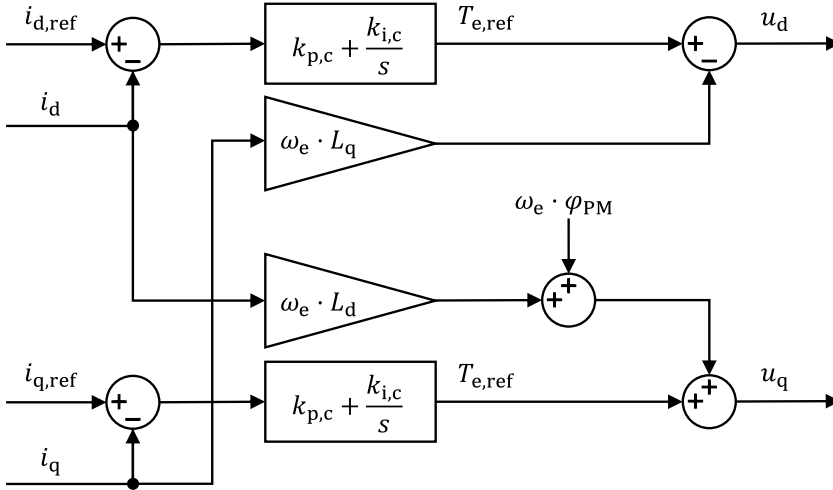 i_d,ref
+
−
k_p,c + k_i,c/s
T_e,ref
+
−
u_d
i_d
ω_e · L_q
ω_e · φ_PM
ω_e · L_d
+
+
i_q,ref
+
−
k_p,c + k_i,c/s
T_e,ref
+
+
u_q
i_q